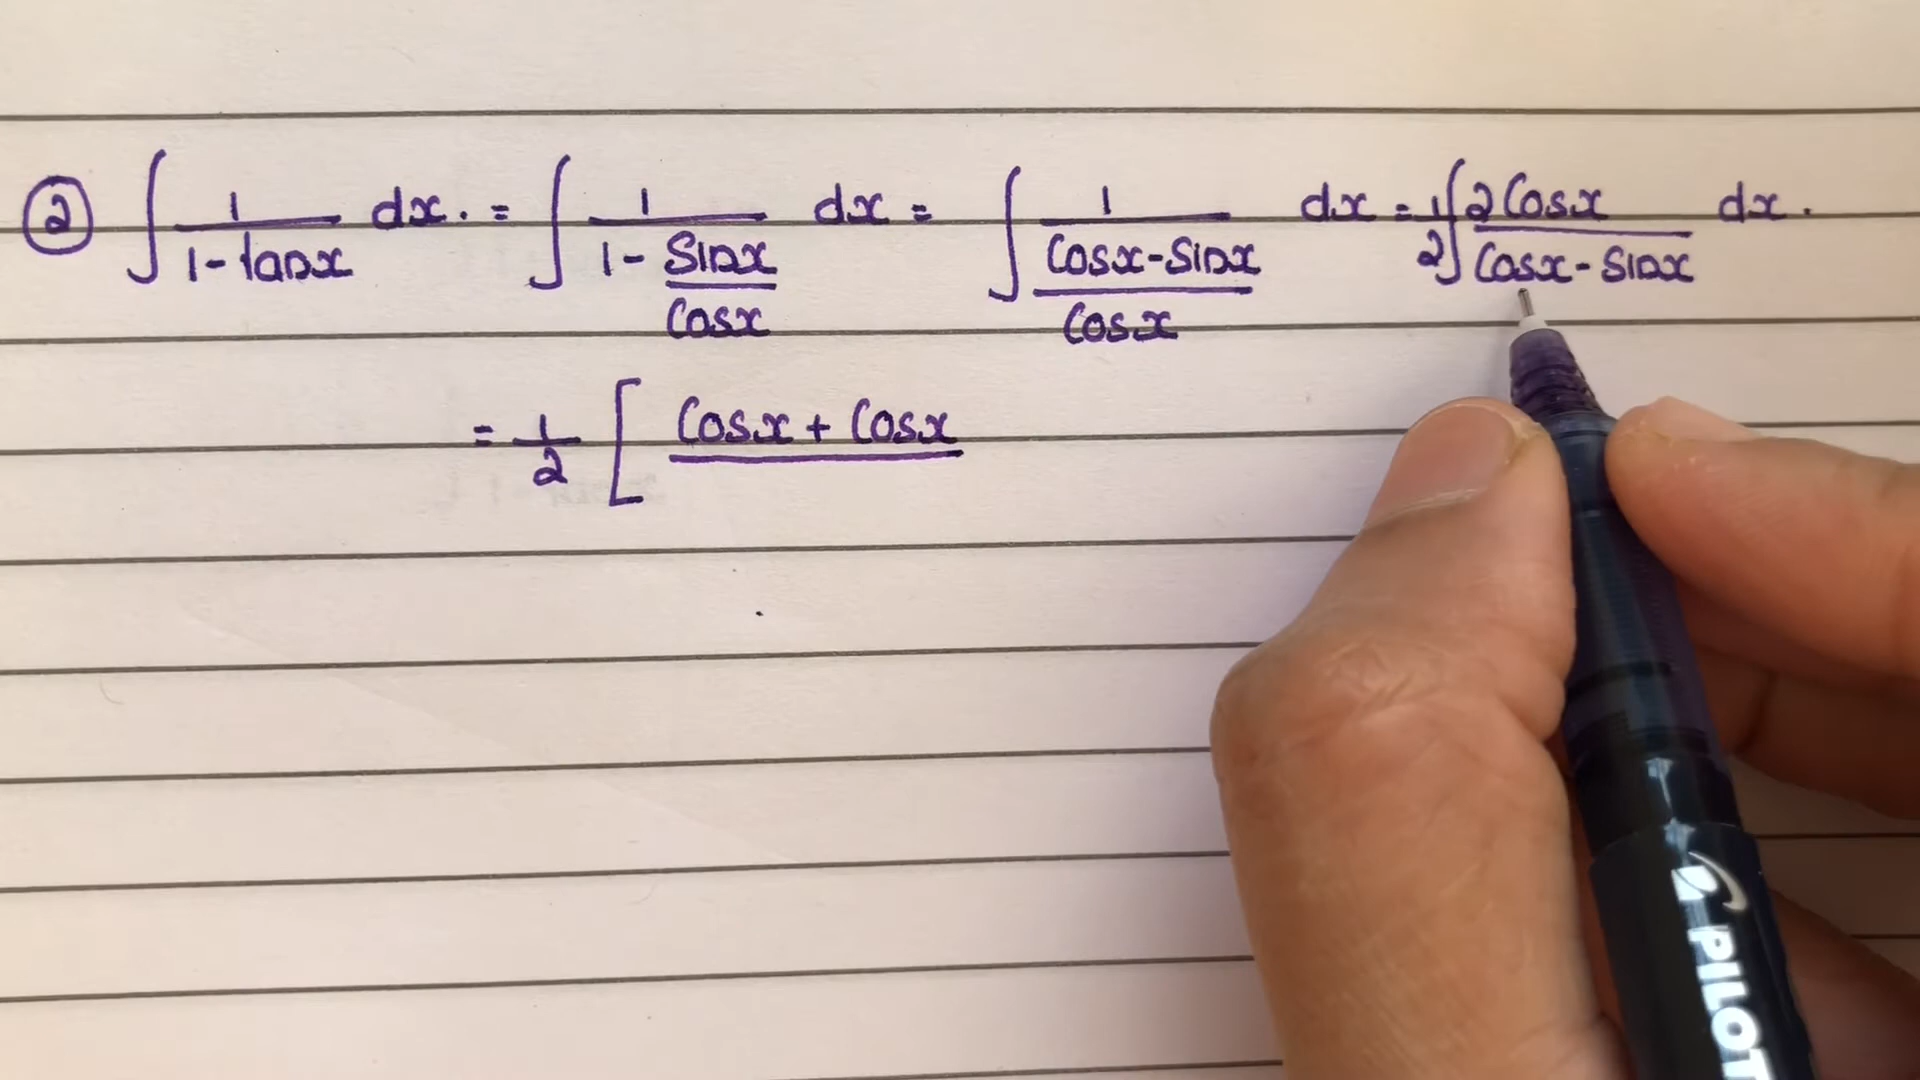 ② ∫ 1/(1-tanx) dx. = ∫ 1/(1 - Sinx/Cosx) dx = ∫ 1/((Cosx-Sinx)/Cosx) dx = 1/2 ∫ 2Cosx/(Cosx-Sinx) dx.
= 1/2 [ Cosx + Cosx
PILOT